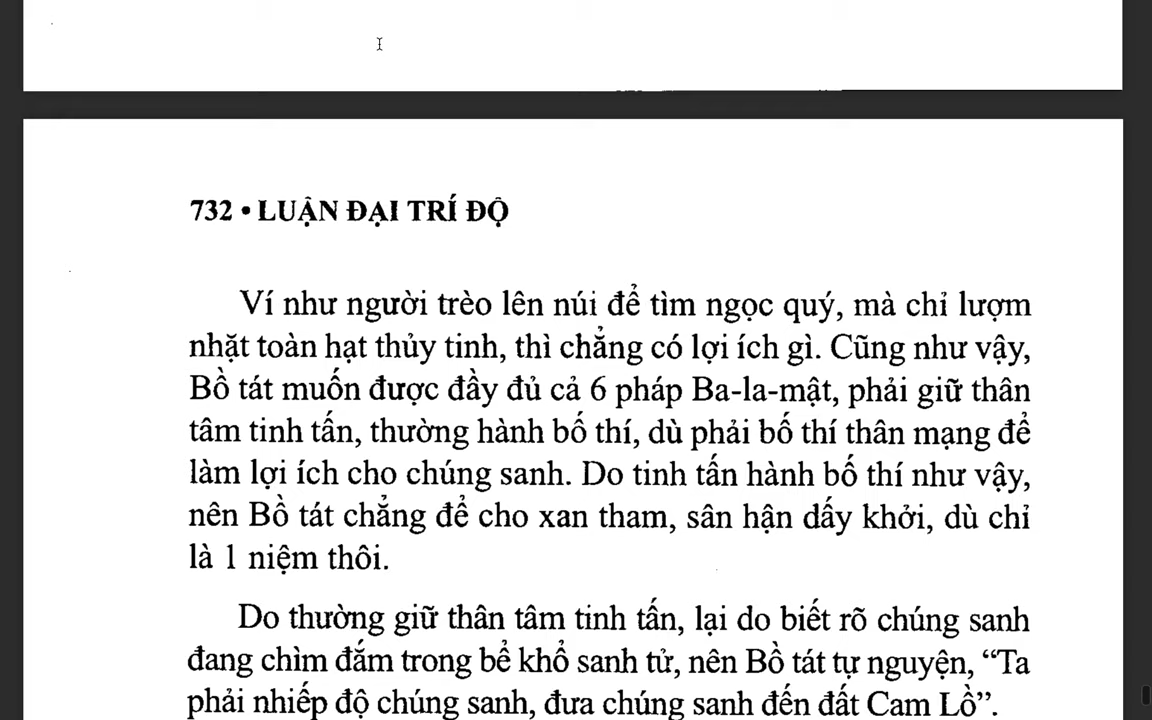 732 • LUẬN ĐẠI TRÍ ĐỘ
Ví như người trèo lên núi để tìm ngọc quý, mà chỉ lượm
nhặt toàn hạt thủy tinh, thì chẳng có lợi ích gì. Cũng như vậy,
Bồ tát muốn được đầy đủ cả 6 pháp Ba-la-mật, phải giữ thân
tâm tinh tấn, thường hành bố thí, dù phải bố thí thân mạng để
làm lợi ích cho chúng sanh. Do tinh tấn hành bố thí như vậy,
nên Bồ tát chẳng để cho xan tham, sân hận dấy khởi, dù chỉ
là 1 niệm thôi.
Do thường giữ thân tâm tinh tấn, lại do biết rõ chúng sanh
đang chìm đắm trong bể khổ sanh tử, nên Bồ tát tự nguyện, “Ta
phải nhiếp độ chúng sanh, đưa chúng sanh đến đất Cam Lồ”.